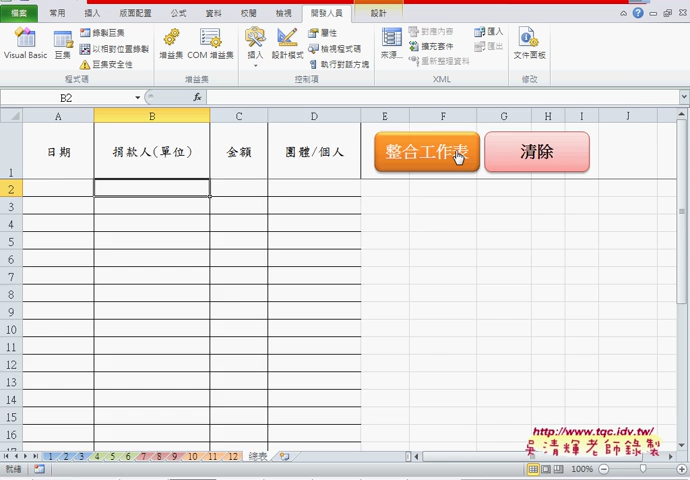 檔案 常用 插入 版面配置 公式 資料 校閱 檢視 開發人員 設計
Visual Basic 巨集 錄製巨集 以相對位置錄製 巨集安全性 增益集 COM 增益集 插入 設計模式 屬性 檢視程式碼 執行對話方塊 來源... 對應內容 擴充套件 重新整理資料 匯入 匯出 文件面板
程式碼 增益集 控制項 XML 修改
B2 fx
A B C D E F G H I J
1 日期 捐款人(單位) 金額 團體/個人 整合工作表 清除
2
3
4
5
6
7
8
9
10
11
12
13
14
15
16
http://www.tqc.idv.tw/
吳清輝老師錄製
1 2 3 4 5 6 7 8 9 10 11 12 總表
就緒 100%